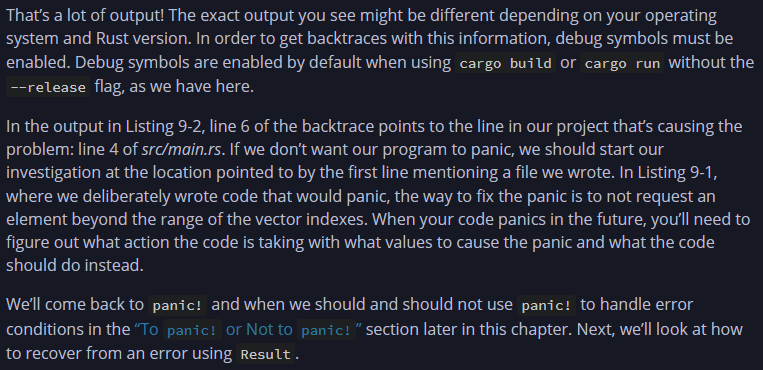 That’s a lot of output! The exact output you see might be different depending on your operating
system and Rust version. In order to get backtraces with this information, debug symbols must be
enabled. Debug symbols are enabled by default when using cargo build or cargo run without the
--release flag, as we have here.
In the output in Listing 9-2, line 6 of the backtrace points to the line in our project that’s causing the
problem: line 4 of src/main.rs. If we don’t want our program to panic, we should start our
investigation at the location pointed to by the first line mentioning a file we wrote. In Listing 9-1,
where we deliberately wrote code that would panic, the way to fix the panic is to not request an
element beyond the range of the vector indexes. When your code panics in the future, you’ll need to
figure out what action the code is taking with what values to cause the panic and what the code
should do instead.
We’ll come back to panic! and when we should and should not use panic! to handle error
conditions in the “To panic! or Not to panic!” section later in this chapter. Next, we’ll look at how
to recover from an error using Result.